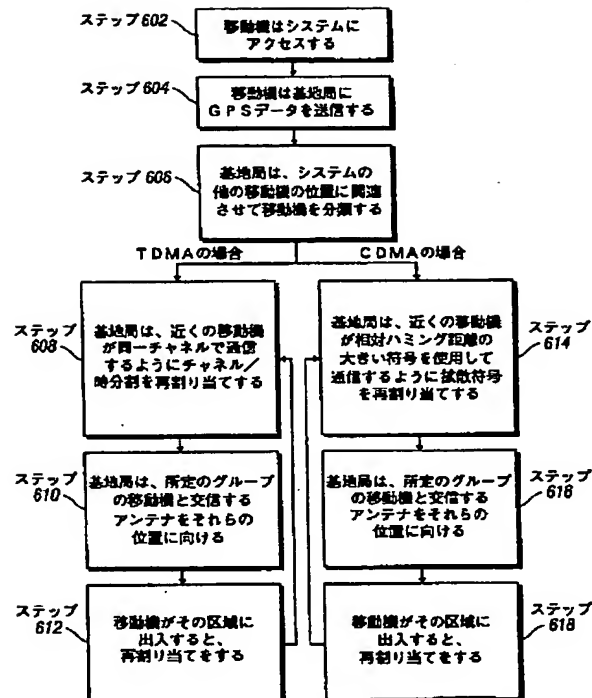 ステップ 602
移動機はシステムに
アクセスする
ステップ 604
移動機は基地局に
GPSデータを送信する
ステップ 606
基地局は、システムの
他の移動機の位置に関連
させて移動機を分類する
TDMAの場合
CDMAの場合
ステップ
608
基地局は、近くの移動機
が同一チャネルで通信
するようにチャネル/
時分割を再割り当てする
基地局は、近くの移動機
が相対ハミング距離の
大きい符号を使用して
通信するように拡散符号
を再割り当てする
ステップ
614
ステップ
610
基地局は、所定のグループ
の移動機と交信する
アンテナをそれらの
位置に向ける
基地局は、所定のグループ
の移動機と交信する
アンテナをそれらの
位置に向ける
ステップ
616
ステップ
612
移動機がその区域に
出入すると、
再割り当てをする
移動機がその区域に
出入すると、
再割り当てをする
ステップ
618